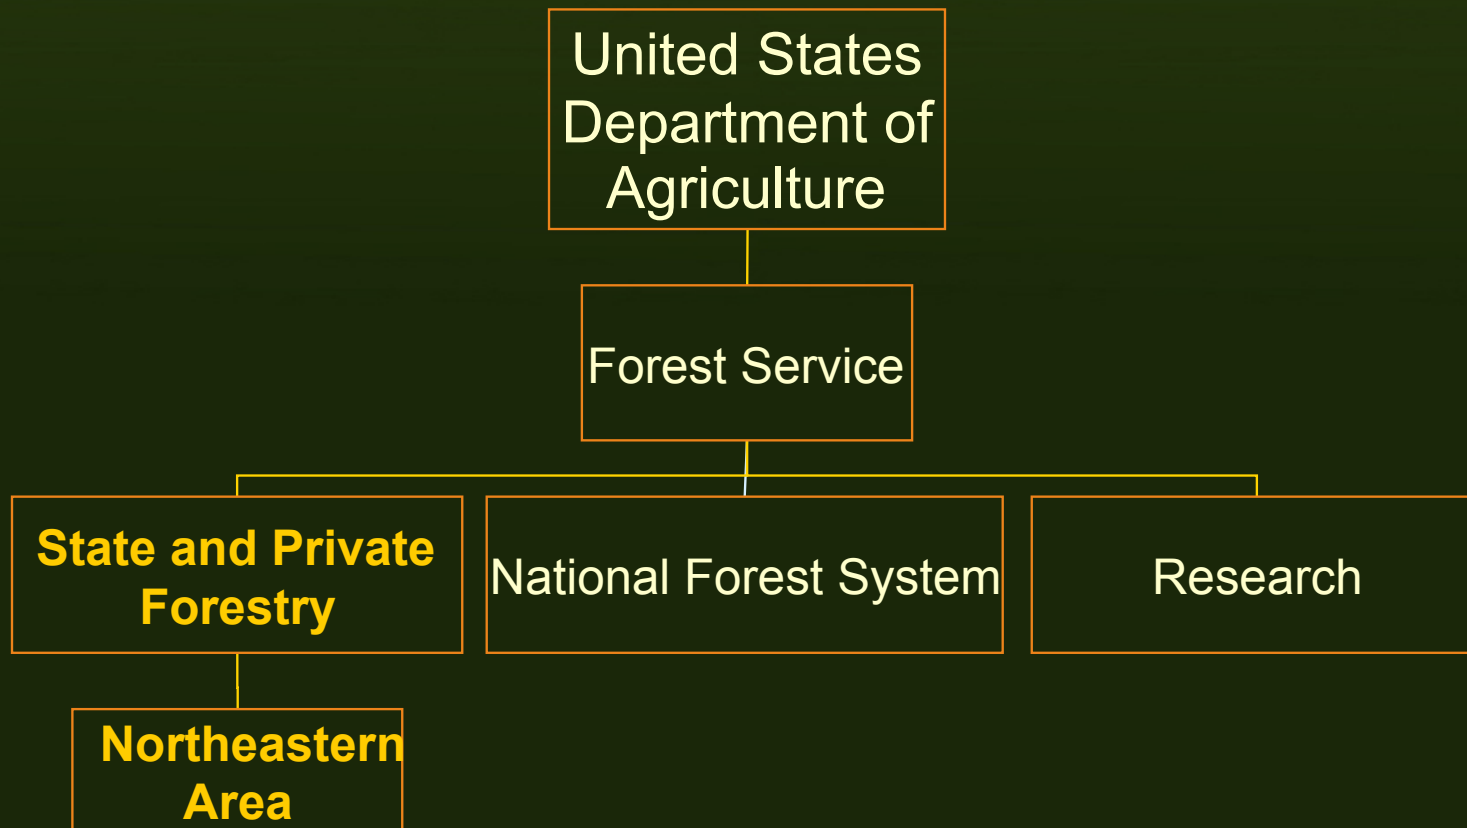 United States
Department of
Agriculture
Forest Service
State and Private
Forestry
National Forest System
Research
Northeastern
Area